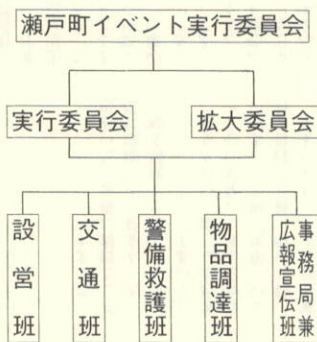 瀬戸町イベント実行委員会
実行委員会
拡大委員会
設営班
交通班
警備救護班
物品調達班
事務局兼
広報宣伝班